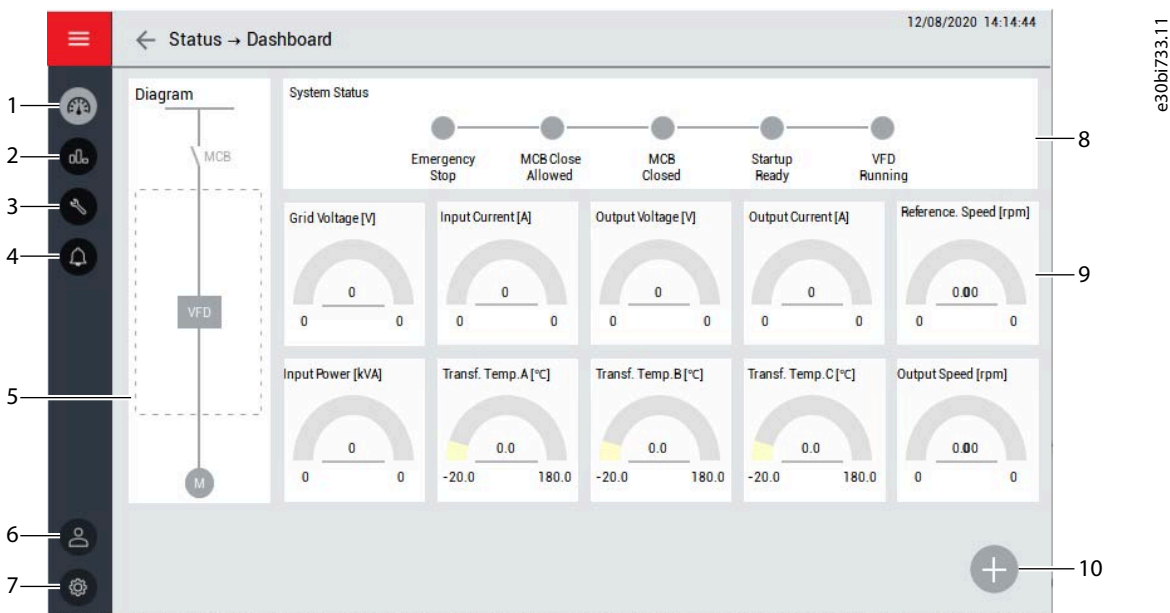 12/08/2020 14:14:44
e30bi733.11
← Status → Dashboard
1
2
3
4
5
6
7
Diagram
MCB
VFD
M
System Status
Emergency
Stop
MCB Close
Allowed
MCB
Closed
Startup
Ready
VFD
Running
8
Grid Voltage [V]
0
0 0
Input Current [A]
0
0 0
Output Voltage [V]
0
0 0
Output Current [A]
0
0 0
Reference. Speed [rpm]
0.00
0 0
9
Input Power [kVA]
0
0 0
Transf. Temp. A [°C]
0.0
-20.0 180.0
Transf. Temp. B [°C]
0.0
-20.0 180.0
Transf. Temp. C [°C]
0.0
-20.0 180.0
Output Speed [rpm]
0.00
0 0
10